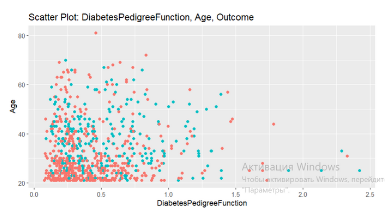 Scatter Plot: DiabetesPedigreeFunction, Age, Outcome
80
60
40
20
Age
0.0
0.5
1.0
1.5
2.0
2.5
DiabetesPedigreeFunction
Активация Windows
Чтобы активировать Windows, перейдите
"Параметры".